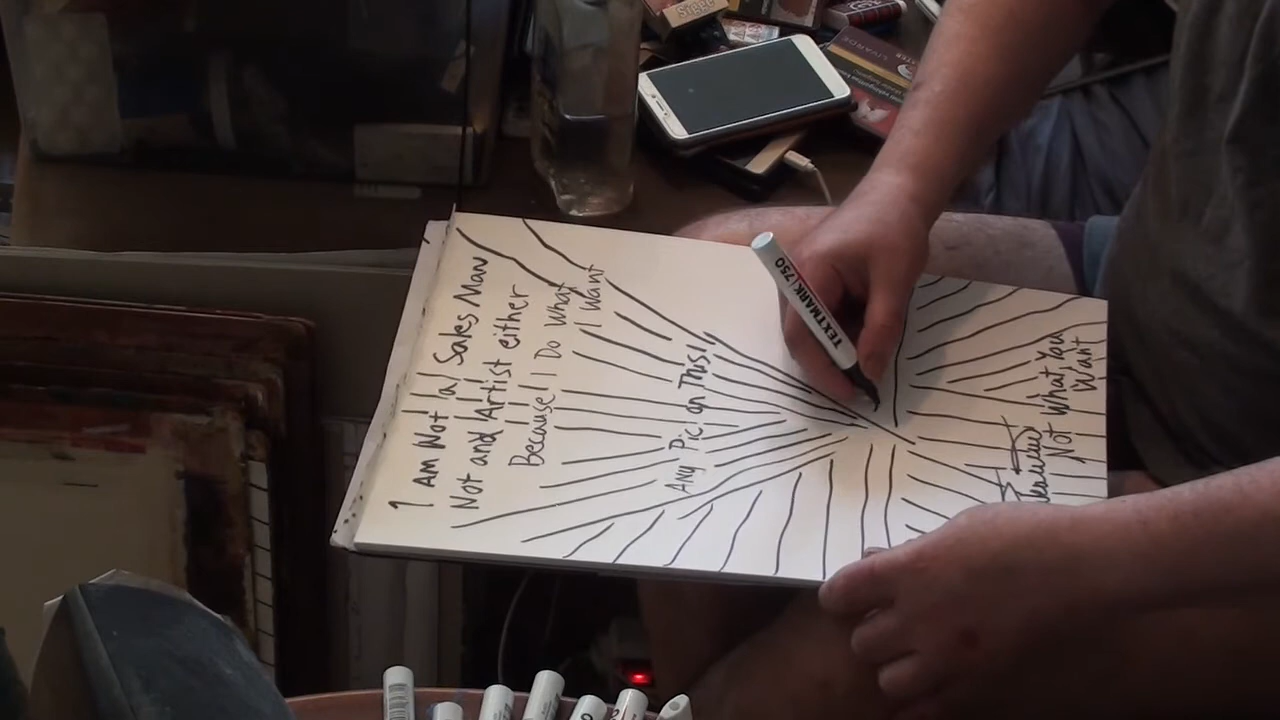 I AM Not a Sales Man
Not and Artist either
Because I Do What
I Want
Any Pic on This!
Not What You
Want
TEXTMARK 750